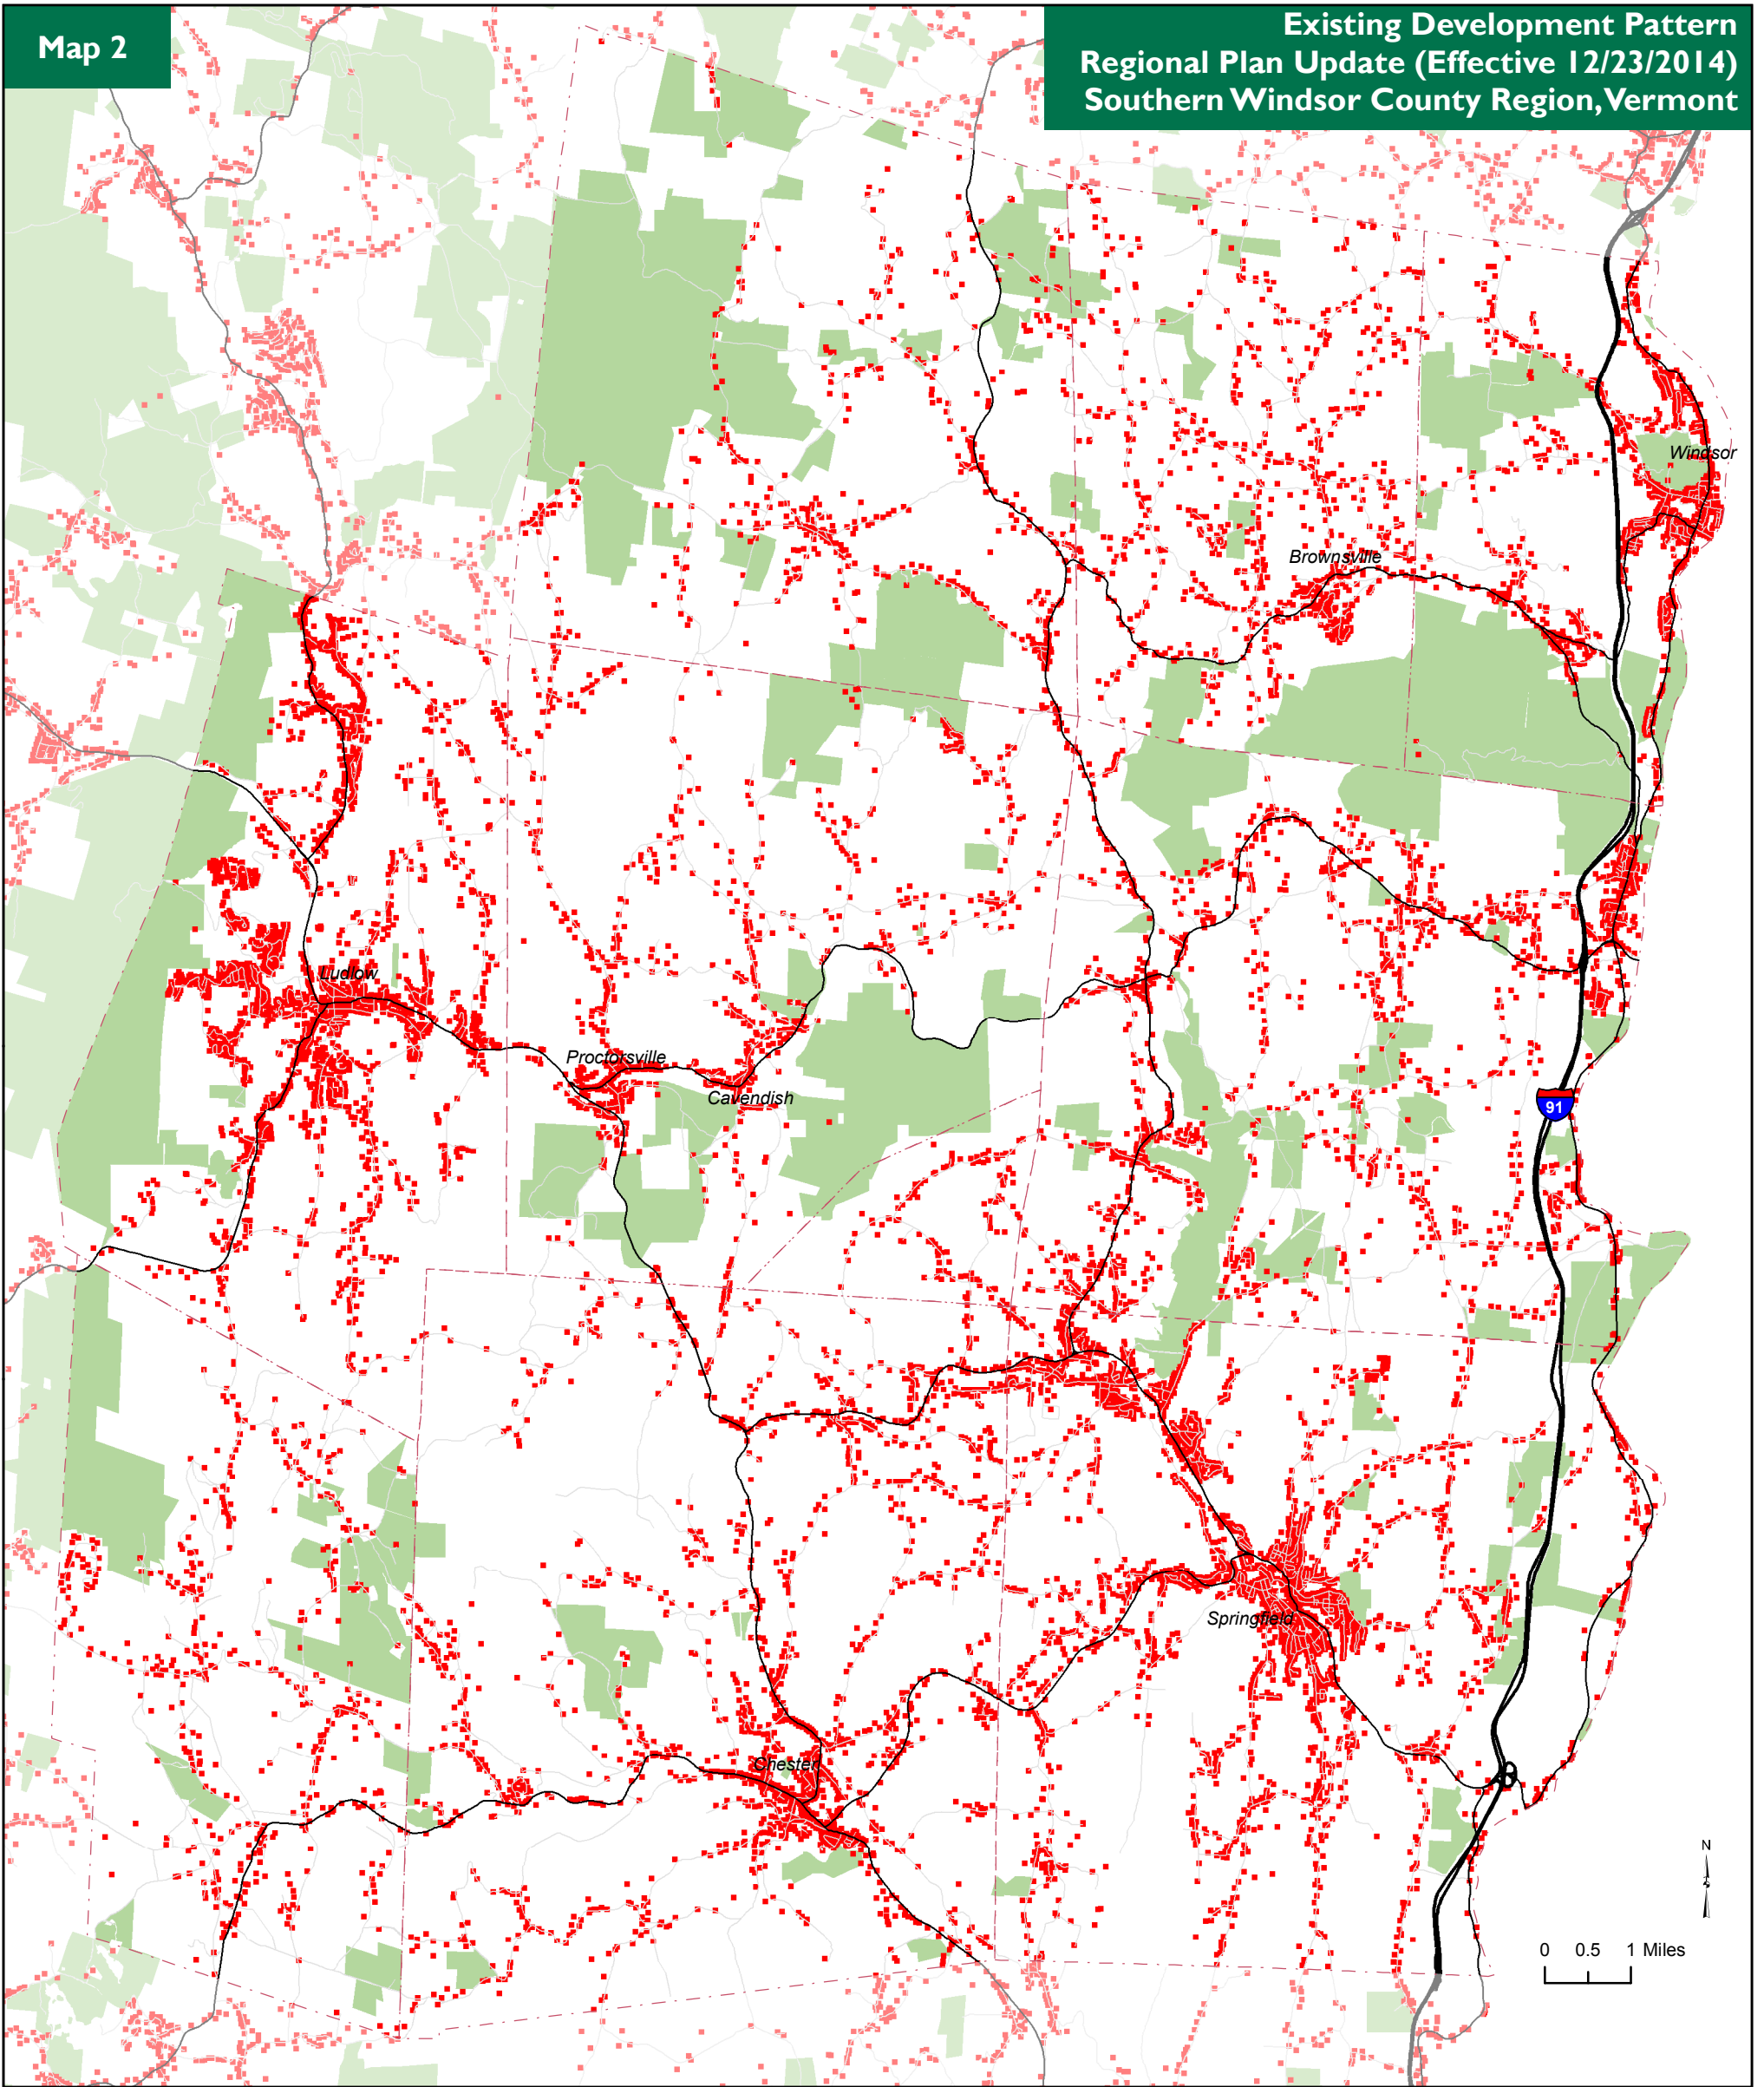 Map 2
Existing Development Pattern
Regional Plan Update (Effective 12/23/2014)
Southern Windsor County Region, Vermont
Windsor
Brownsville
Ludlow
Proctorsville
Cavendish
91
Springfield
Chester
N
0 0.5 1 Miles